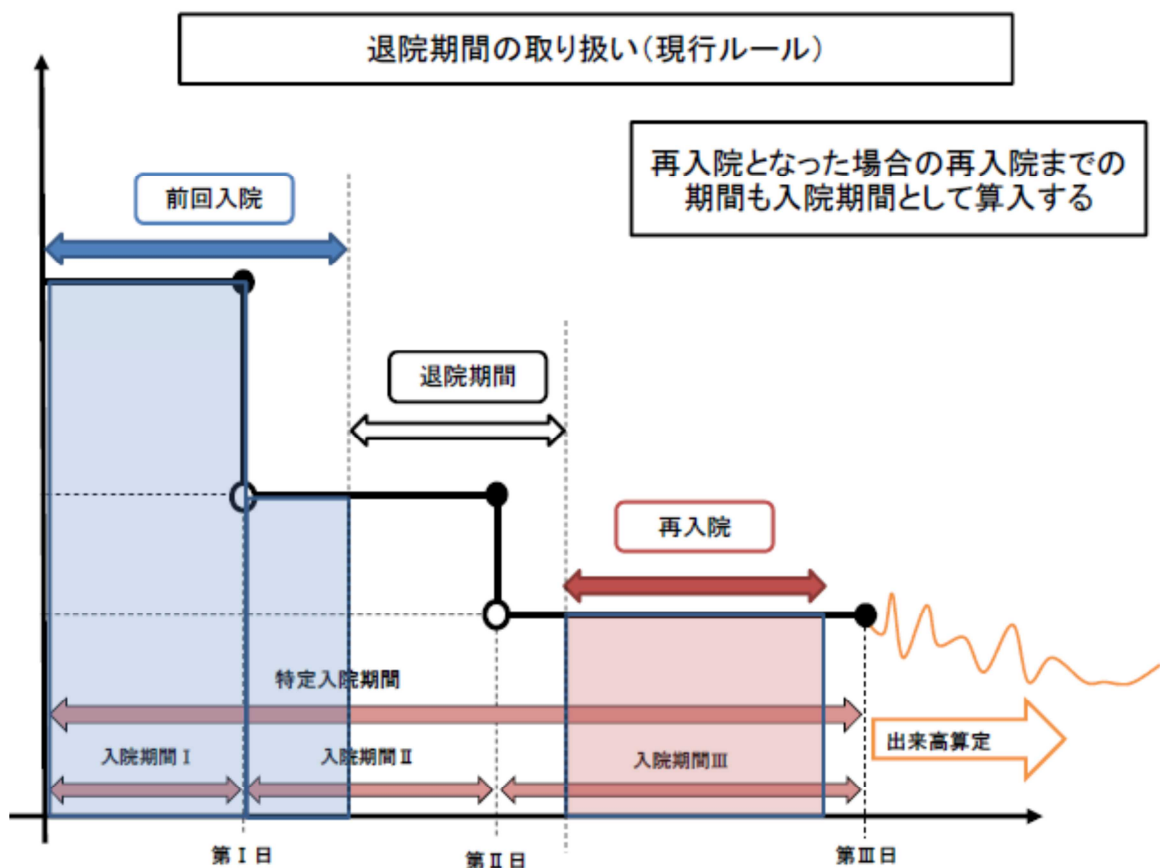 退院期間の取り扱い(現行ルール)
再入院となった場合の再入院までの
期間も入院期間として算入する
前回入院
退院期間
再入院
特定入院期間
入院期間Ⅰ
入院期間Ⅱ
入院期間Ⅲ
出来高算定
第Ⅰ日
第Ⅱ日
第Ⅲ日